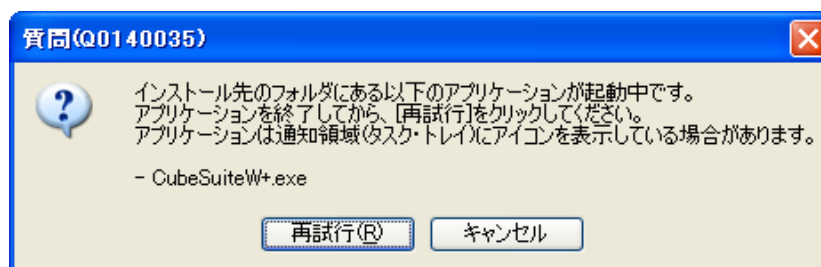 質問(Q0140035)
インストール先のフォルダにある以下のアプリケーションが起動中です。
アプリケーションを終了してから、[再試行]をクリックしてください。
アプリケーションは通知領域(タスク・トレイ)にアイコンを表示している場合があります。
- CubeSuiteW+.exe
再試行(R) キャンセル